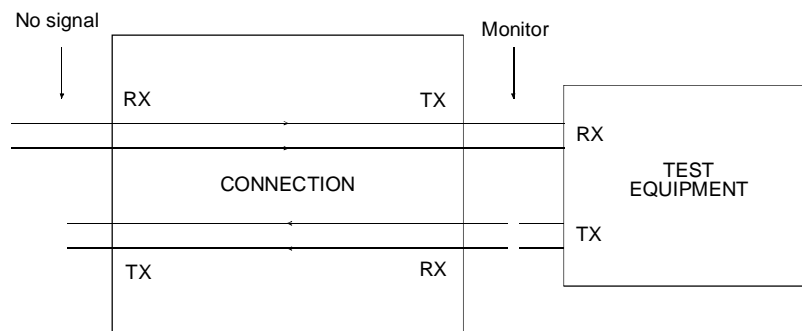 No signal
Monitor
RX
TX
RX
CONNECTION
TEST
EQUIPMENT
TX
TX
RX